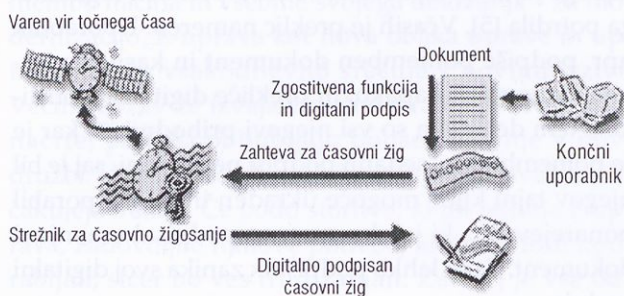 Varen vir točnega časa
Dokument
Zgostitvena funkcija
in digitalni podpis
Zahteva za časovni žig
Končni
uporabnik
Strežnik za časovno žigosanje
Digitalno podpisan
časovni žig